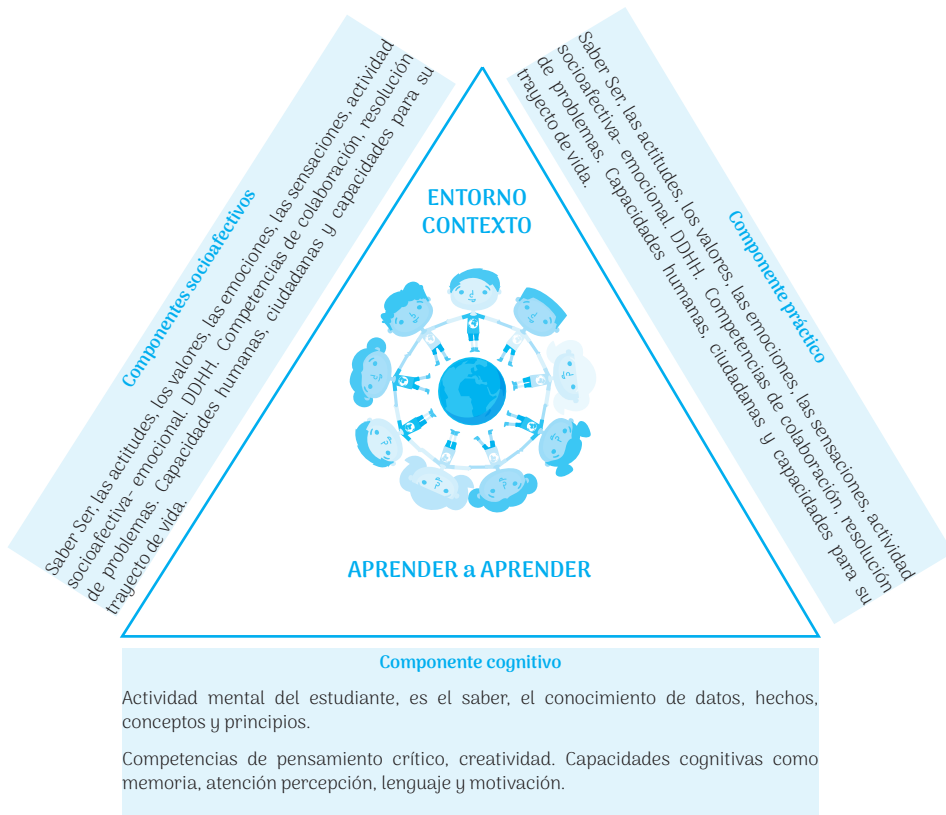 Componentes socioafectivos
Saber Ser, las actitudes, los valores, las emociones, las sensaciones, actividad
socioafectiva- emocional. DDHH. Competencias de colaboración, resolución
de problemas. Capacidades humanas, ciudadanas y capacidades para su
trayecto de vida.
Componente práctico
Saber Ser, las actitudes, los valores, las emociones, las sensaciones, actividad
socioafectiva- emocional. DDHH. Competencias de colaboración, resolución
de problemas. Capacidades humanas, ciudadanas y capacidades para su
trayecto de vida.
ENTORNO
CONTEXTO
APRENDER a APRENDER
Componente cognitivo
Actividad mental del estudiante, es el saber, el conocimiento de datos, hechos,
conceptos y principios.
Competencias de pensamiento crítico, creatividad. Capacidades cognitivas como
memoria, atención percepción, lenguaje y motivación.